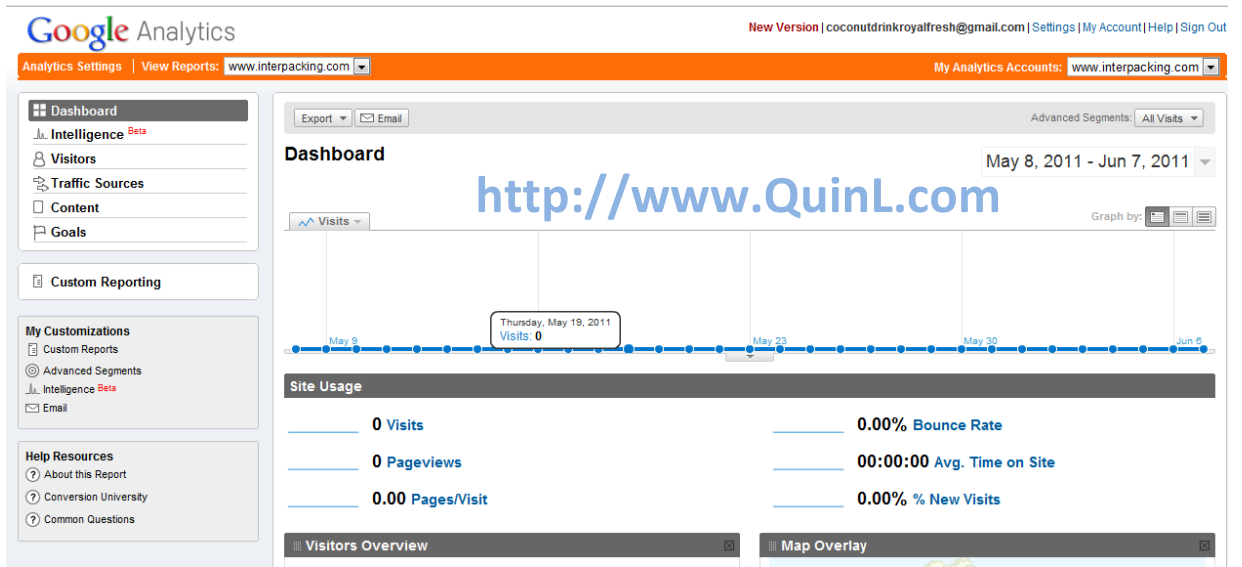 Google Analytics
New Version | coconutdrinkroyalfresh@gmail.com | Settings | My Account | Help | Sign Out
Analytics Settings | View Reports: www.interpacking.com
My Analytics Accounts: www.interpacking.com
Dashboard
Intelligence Beta
Visitors
Traffic Sources
Content
Goals
Custom Reporting
My Customizations
Custom Reports
Advanced Segments
Intelligence Beta
Email
Help Resources
? About this Report
? Conversion University
? Common Questions
Export Email
Advanced Segments: All Visits
Dashboard
May 8, 2011 - Jun 7, 2011
http://www.QuinL.com
Visits
Graph by:
Thursday, May 19, 2011
Visits: 0
May 9 May 23 May 30 Jun 6
Site Usage
0 Visits
0.00% Bounce Rate
0 Pageviews
00:00:00 Avg. Time on Site
0.00 Pages/Visit
0.00% % New Visits
Visitors Overview
Map Overlay